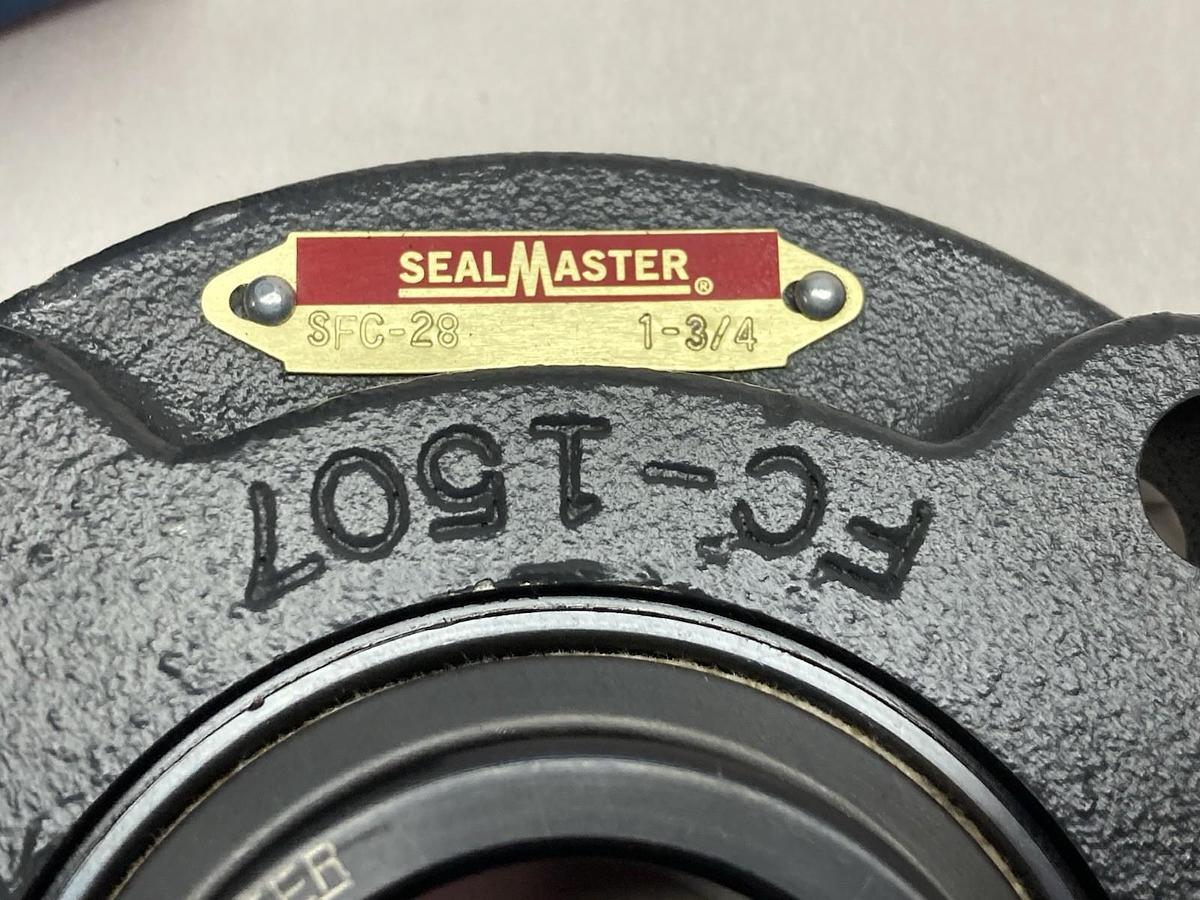 SEALMASTER®
SFC-28 1-3/4
FC-1507